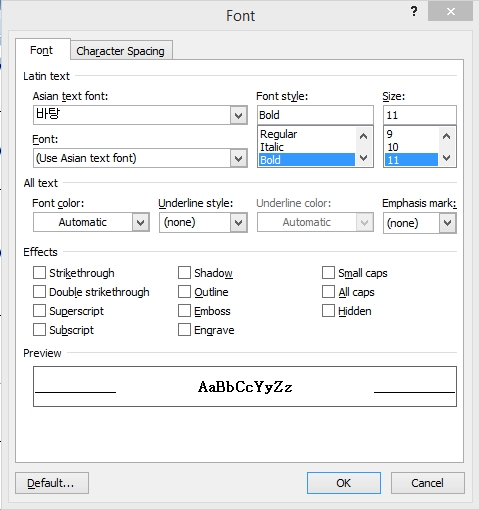 Font
?
Font Character Spacing
Latin text
Asian text font: Font style: Size:
바탕 Bold 11
Font: Regular 9
Italic 10
(Use Asian text font) Bold 11
All text
Font color: Underline style: Underline color: Emphasis mark:
Automatic (none) Automatic (none)
Effects
Strikethrough Shadow Small caps
Double strikethrough Outline All caps
Superscript Emboss Hidden
Subscript Engrave
Preview
AaBbCcYyZz
Default... OK Cancel